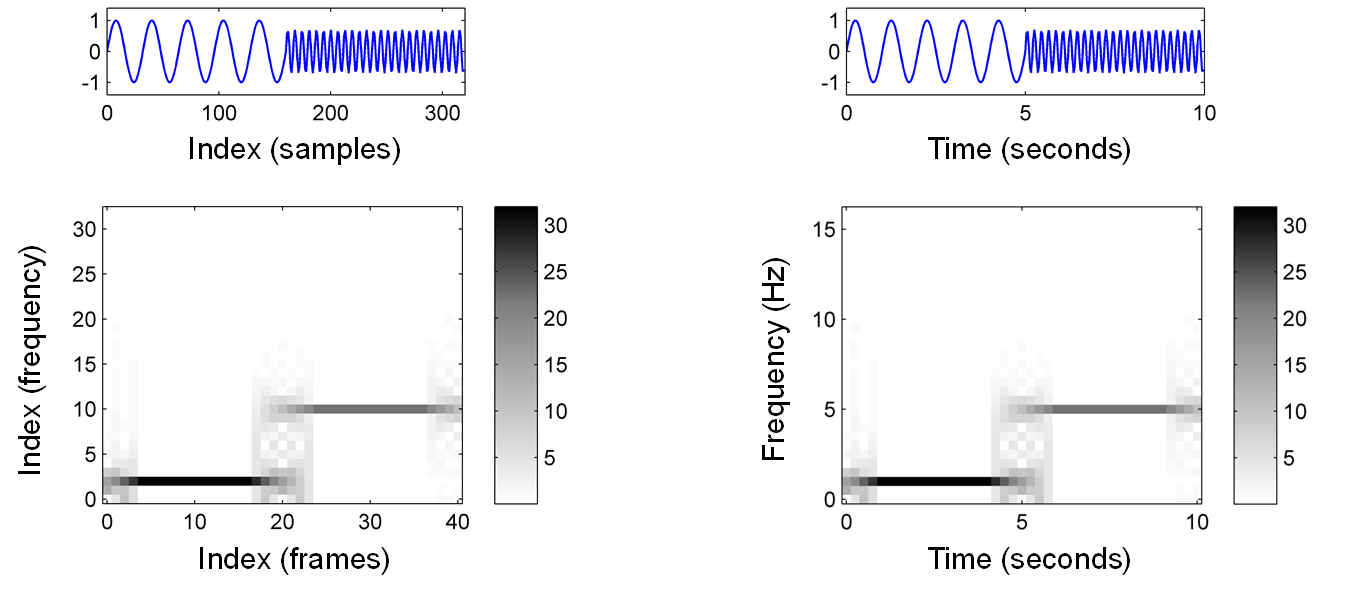 1
0
-1
0 100 200 300
Index (samples)
1
0
-1
0 5 10
Time (seconds)
30
25
20
15
10
5
0
Index (frequency)
0 10 20 30 40
Index (frames)
30
25
20
15
10
5
15
10
5
0
Frequency (Hz)
0 5 10
Time (seconds)
30
25
20
15
10
5